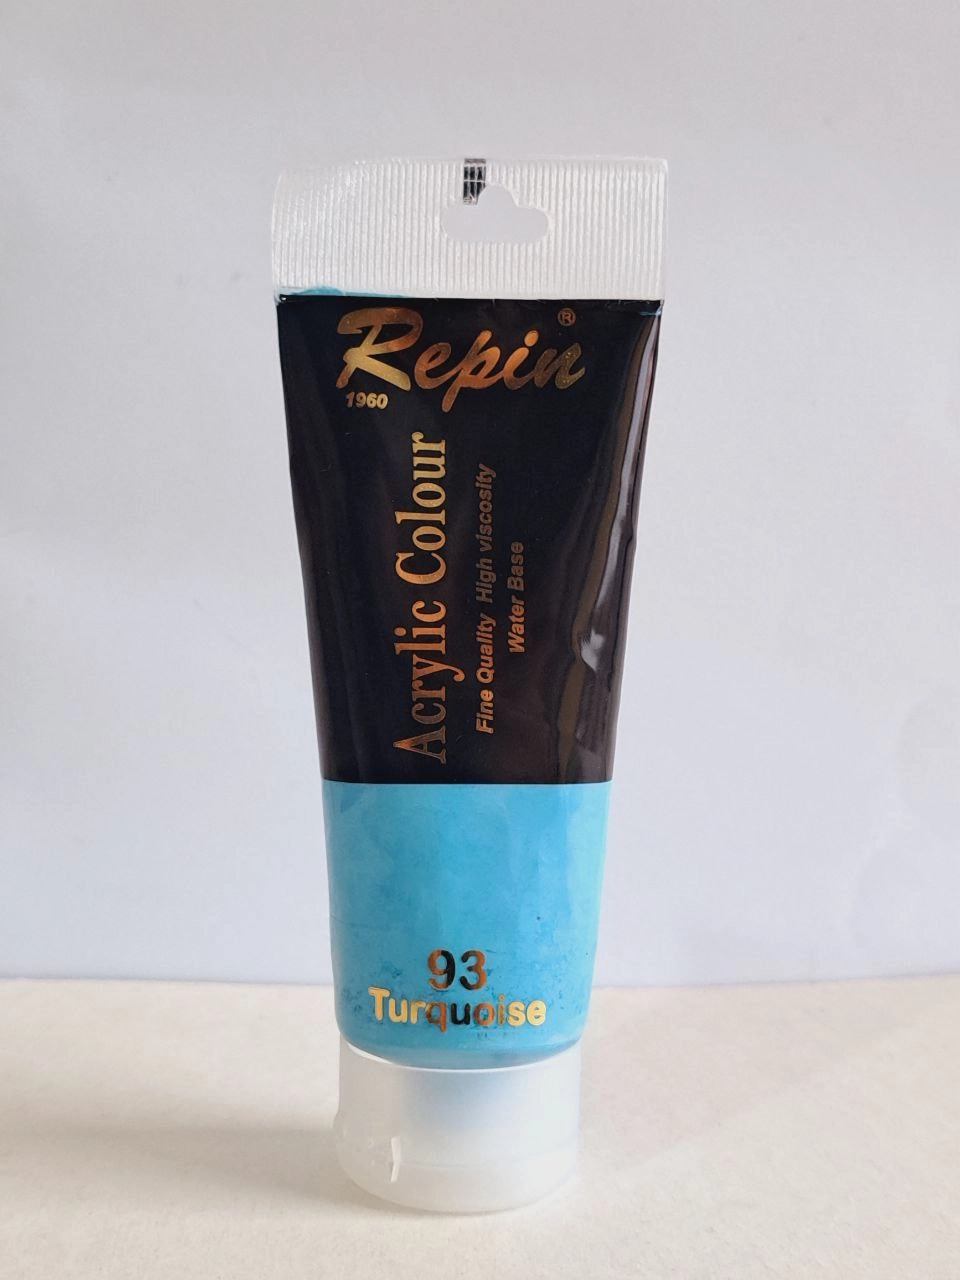 Repin®
1960
Acrylic Colour
Fine Quality High viscosity
Water Base
93
Turquoise